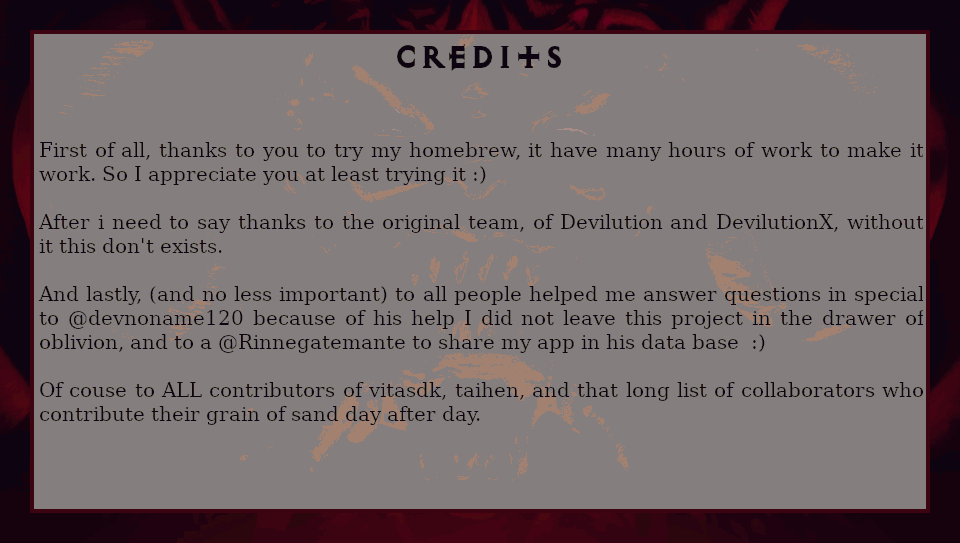 CREDITS
First of all, thanks to you to try my homebrew, it have many hours of work to make it
work. So I appreciate you at least trying it :)
After i need to say thanks to the original team, of Devilution and DevilutionX, without
it this don't exists.
And lastly, (and no less important) to all people helped me answer questions in special
to @devnoname120 because of his help I did not leave this project in the drawer of
oblivion, and to a @Rinnegatemante to share my app in his data base  :)
Of couse to ALL contributors of vitasdk, taihen, and that long list of collaborators who
contribute their grain of sand day after day.